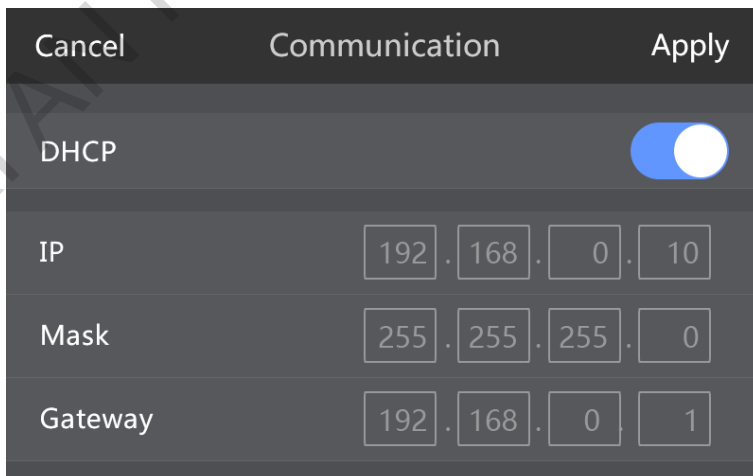 Cancel Communication Apply
DHCP
IP 192 . 168 . 0 . 10
Mask 255 . 255 . 255 . 0
Gateway 192 . 168 . 0 . 1